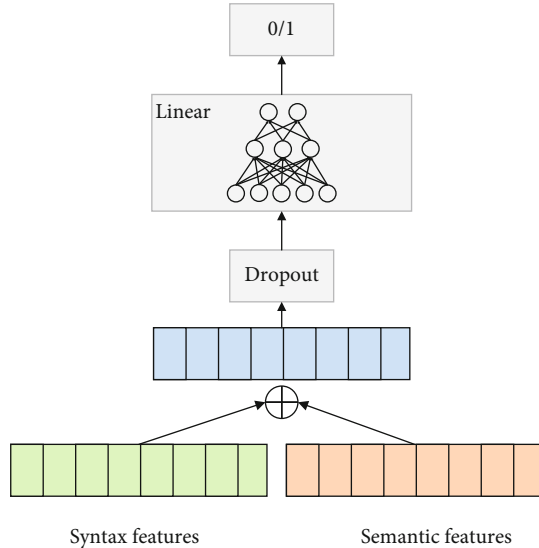 0/1
Linear
Dropout
Syntax features
Semantic features